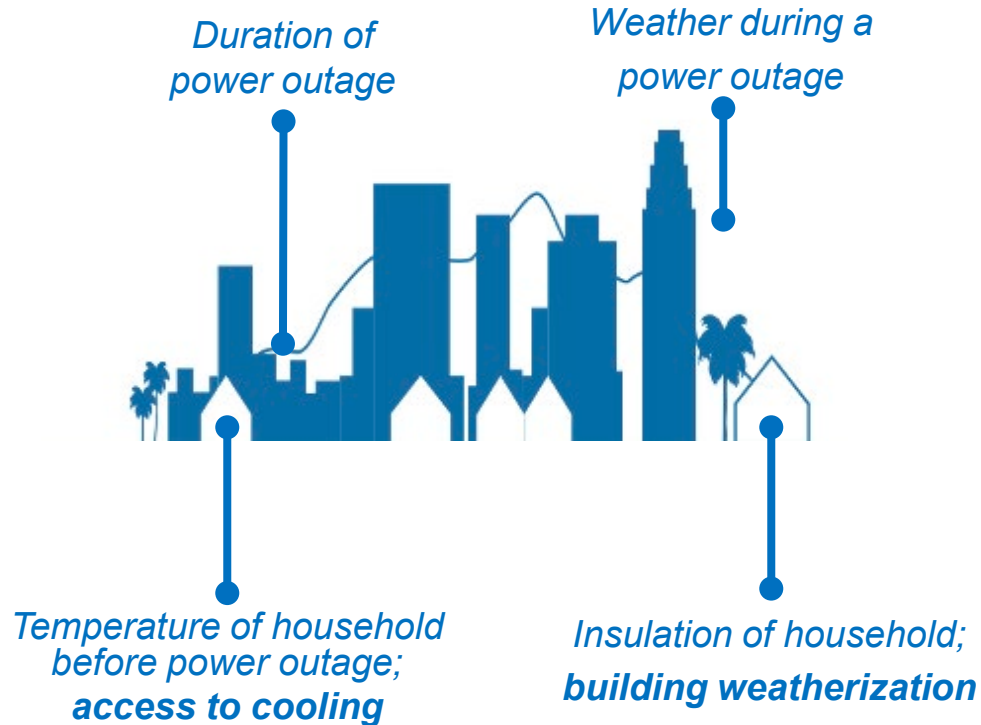 Duration of
power outage
Weather during a
power outage
Temperature of household
before power outage;
access to cooling
Insulation of household;
building weatherization